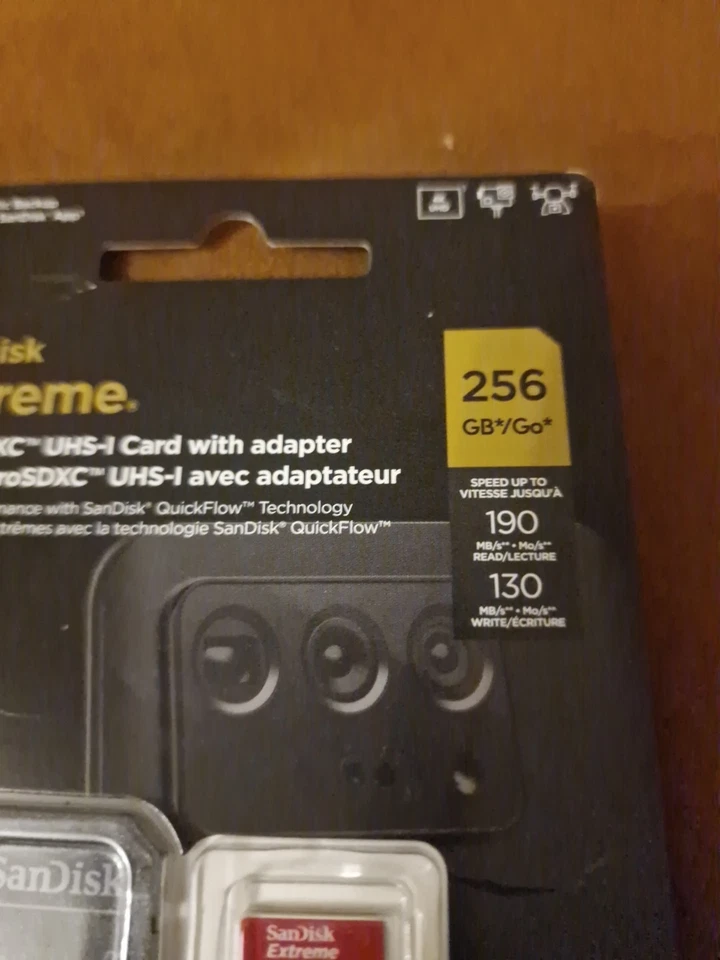 isk
reme.
XC™ UHS-I Card with adapter
roSDXC™ UHS-I avec adaptateur
mance with SanDisk® QuickFlow™ Technology
trêmes avec la technologie SanDisk® QuickFlow™
256
GB*/Go*
SPEED UP TO
VITESSE JUSQU'À
190
MB/s** • Mo/s**
READ/LECTURE
130
MB/s** • Mo/s**
WRITE/ÉCRITURE
SanDisk
SanDisk
Extreme